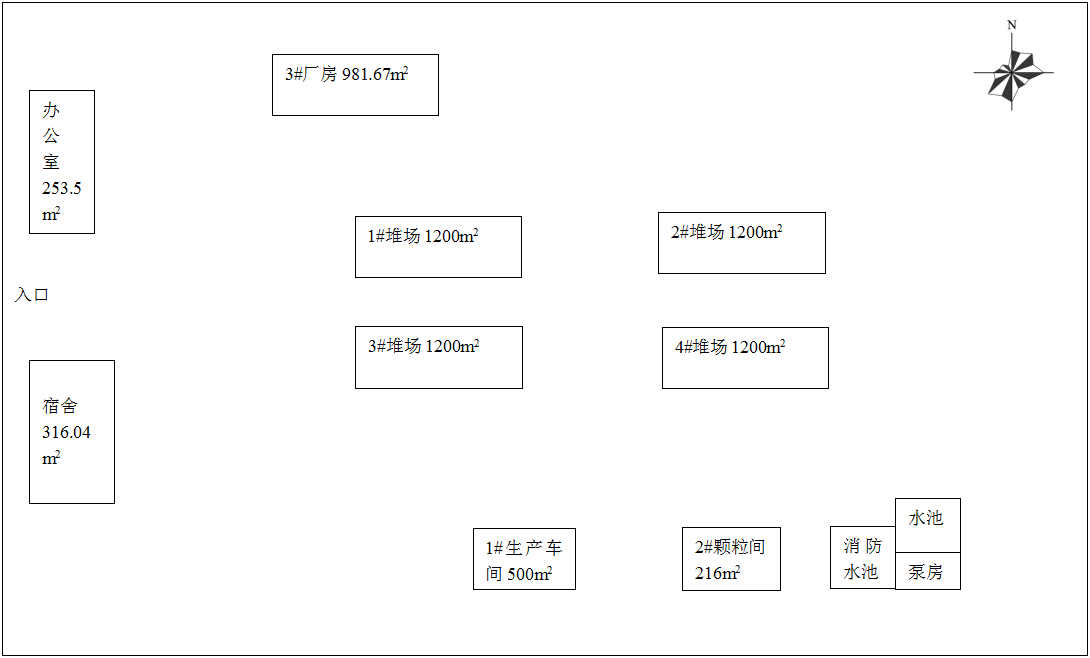 N
3#厂房 981.67m²
办
公
室
253.5
m²
1#堆场 1200m²
2#堆场 1200m²
入口
3#堆场 1200m²
4#堆场 1200m²
宿舍
316.04
m²
1#生产车
间 500m²
2#颗粒间
216m²
消防
水池
水池
泵房